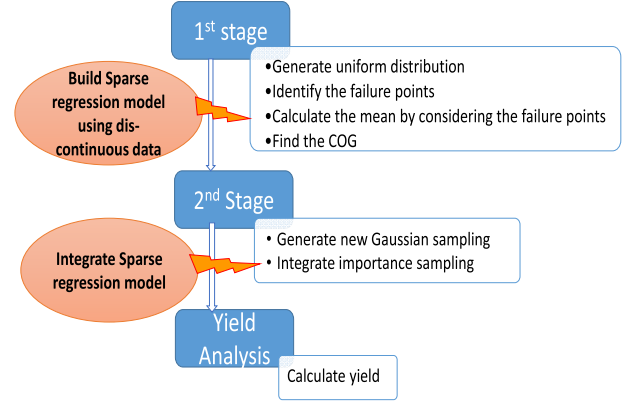 1st stage
•Generate uniform distribution
•Identify the failure points
•Calculate the mean by considering the failure points
•Find the COG
Build Sparse
regression model
using dis-
continuous data
2nd Stage
• Generate new Gaussian sampling
• Integrate importance sampling
Integrate Sparse
regression model
Yield
Analysis
Calculate yield